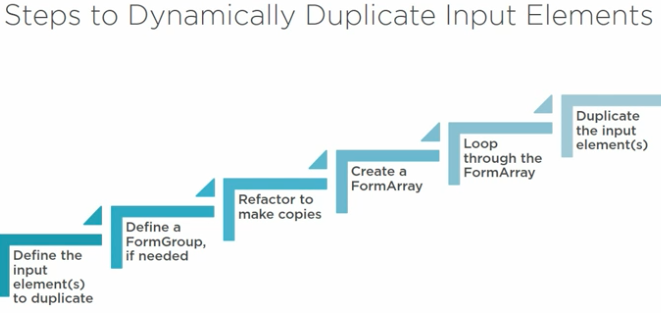 Steps to Dynamically Duplicate Input Elements
Define the
input
element(s)
to duplicate
Define a
FormGroup,
if needed
Refactor to
make copies
Create a
FormArray
Loop
through the
FormArray
Duplicate
the input
element(s)